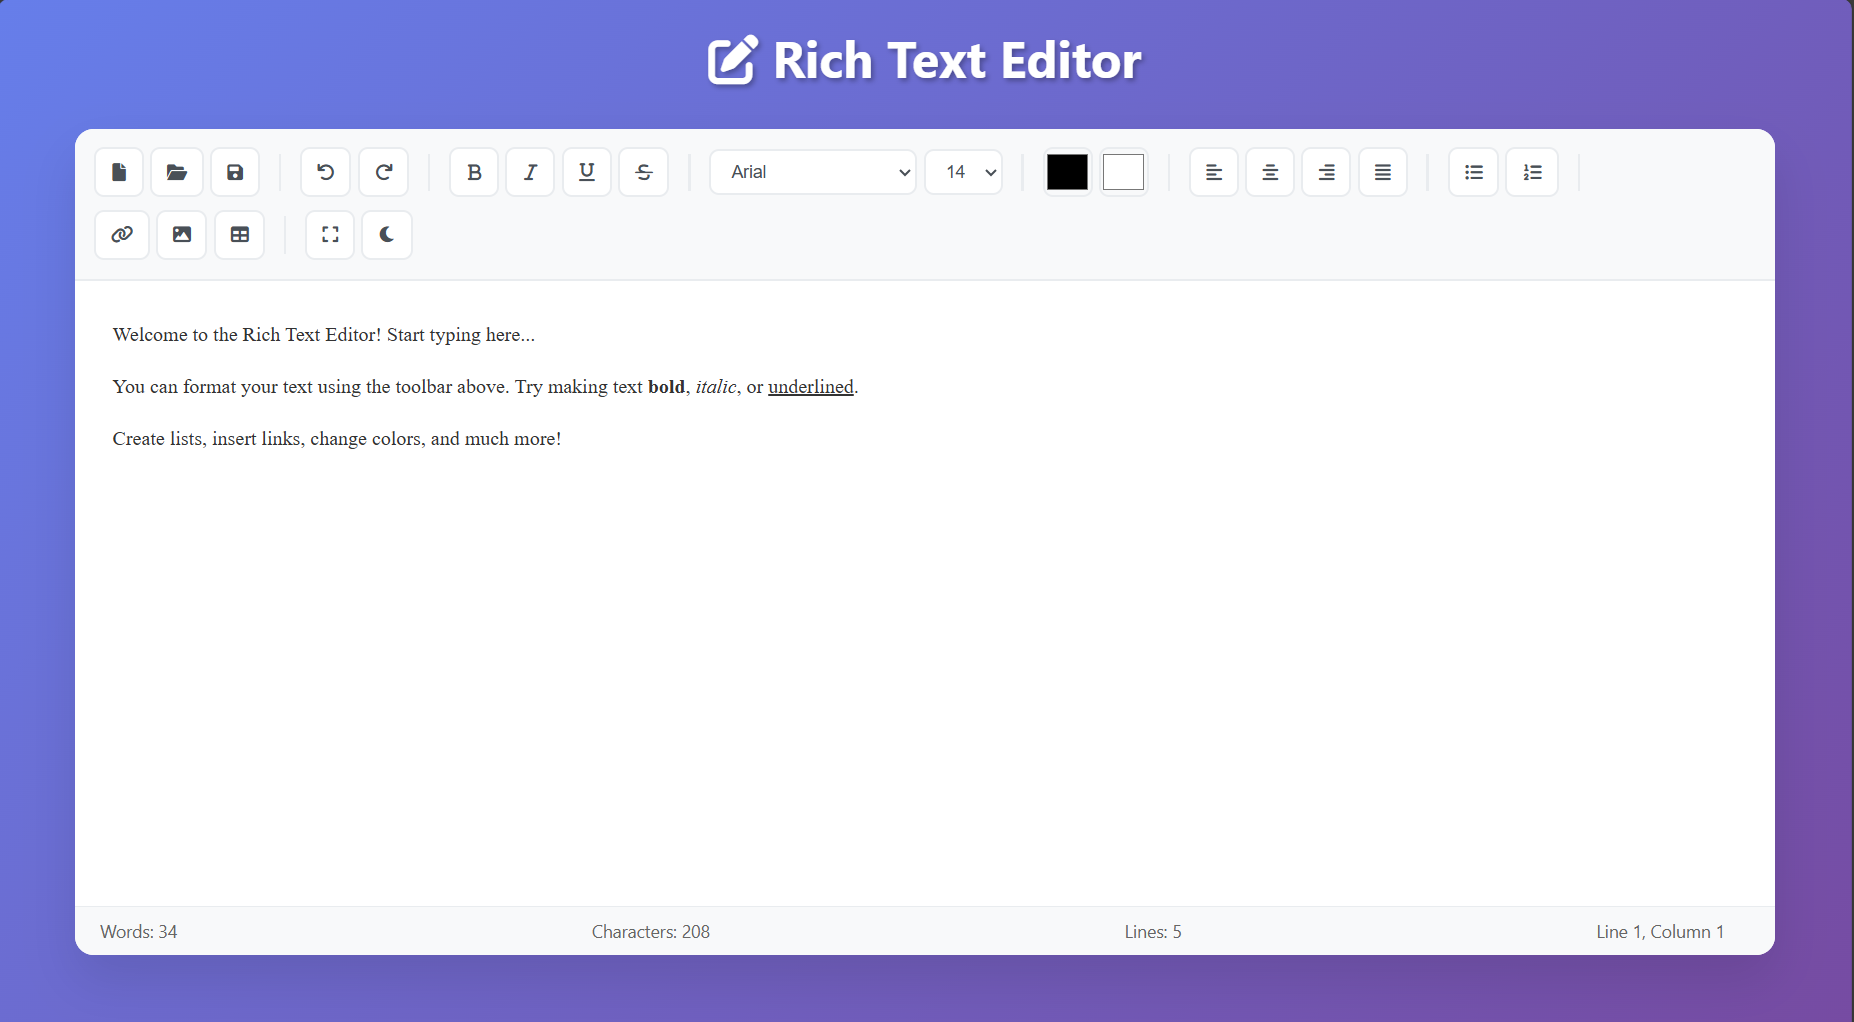 Rich Text Editor
B I U S Arial 14
Welcome to the Rich Text Editor! Start typing here...
You can format your text using the toolbar above. Try making text bold, italic, or underlined.
Create lists, insert links, change colors, and much more!
Words: 34 Characters: 208 Lines: 5 Line 1, Column 1